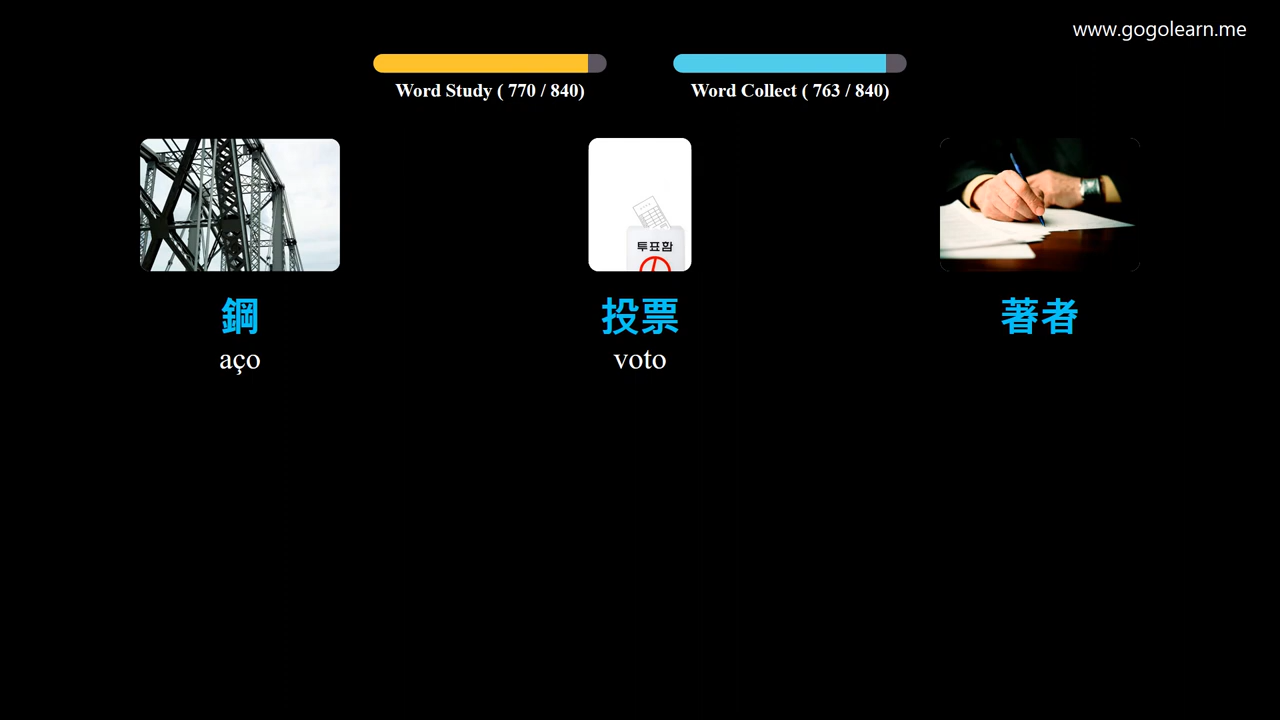 www.gogolearn.me
Word Study ( 770 / 840)
Word Collect ( 763 / 840)
투표함
鋼
投票
著者
aço
voto